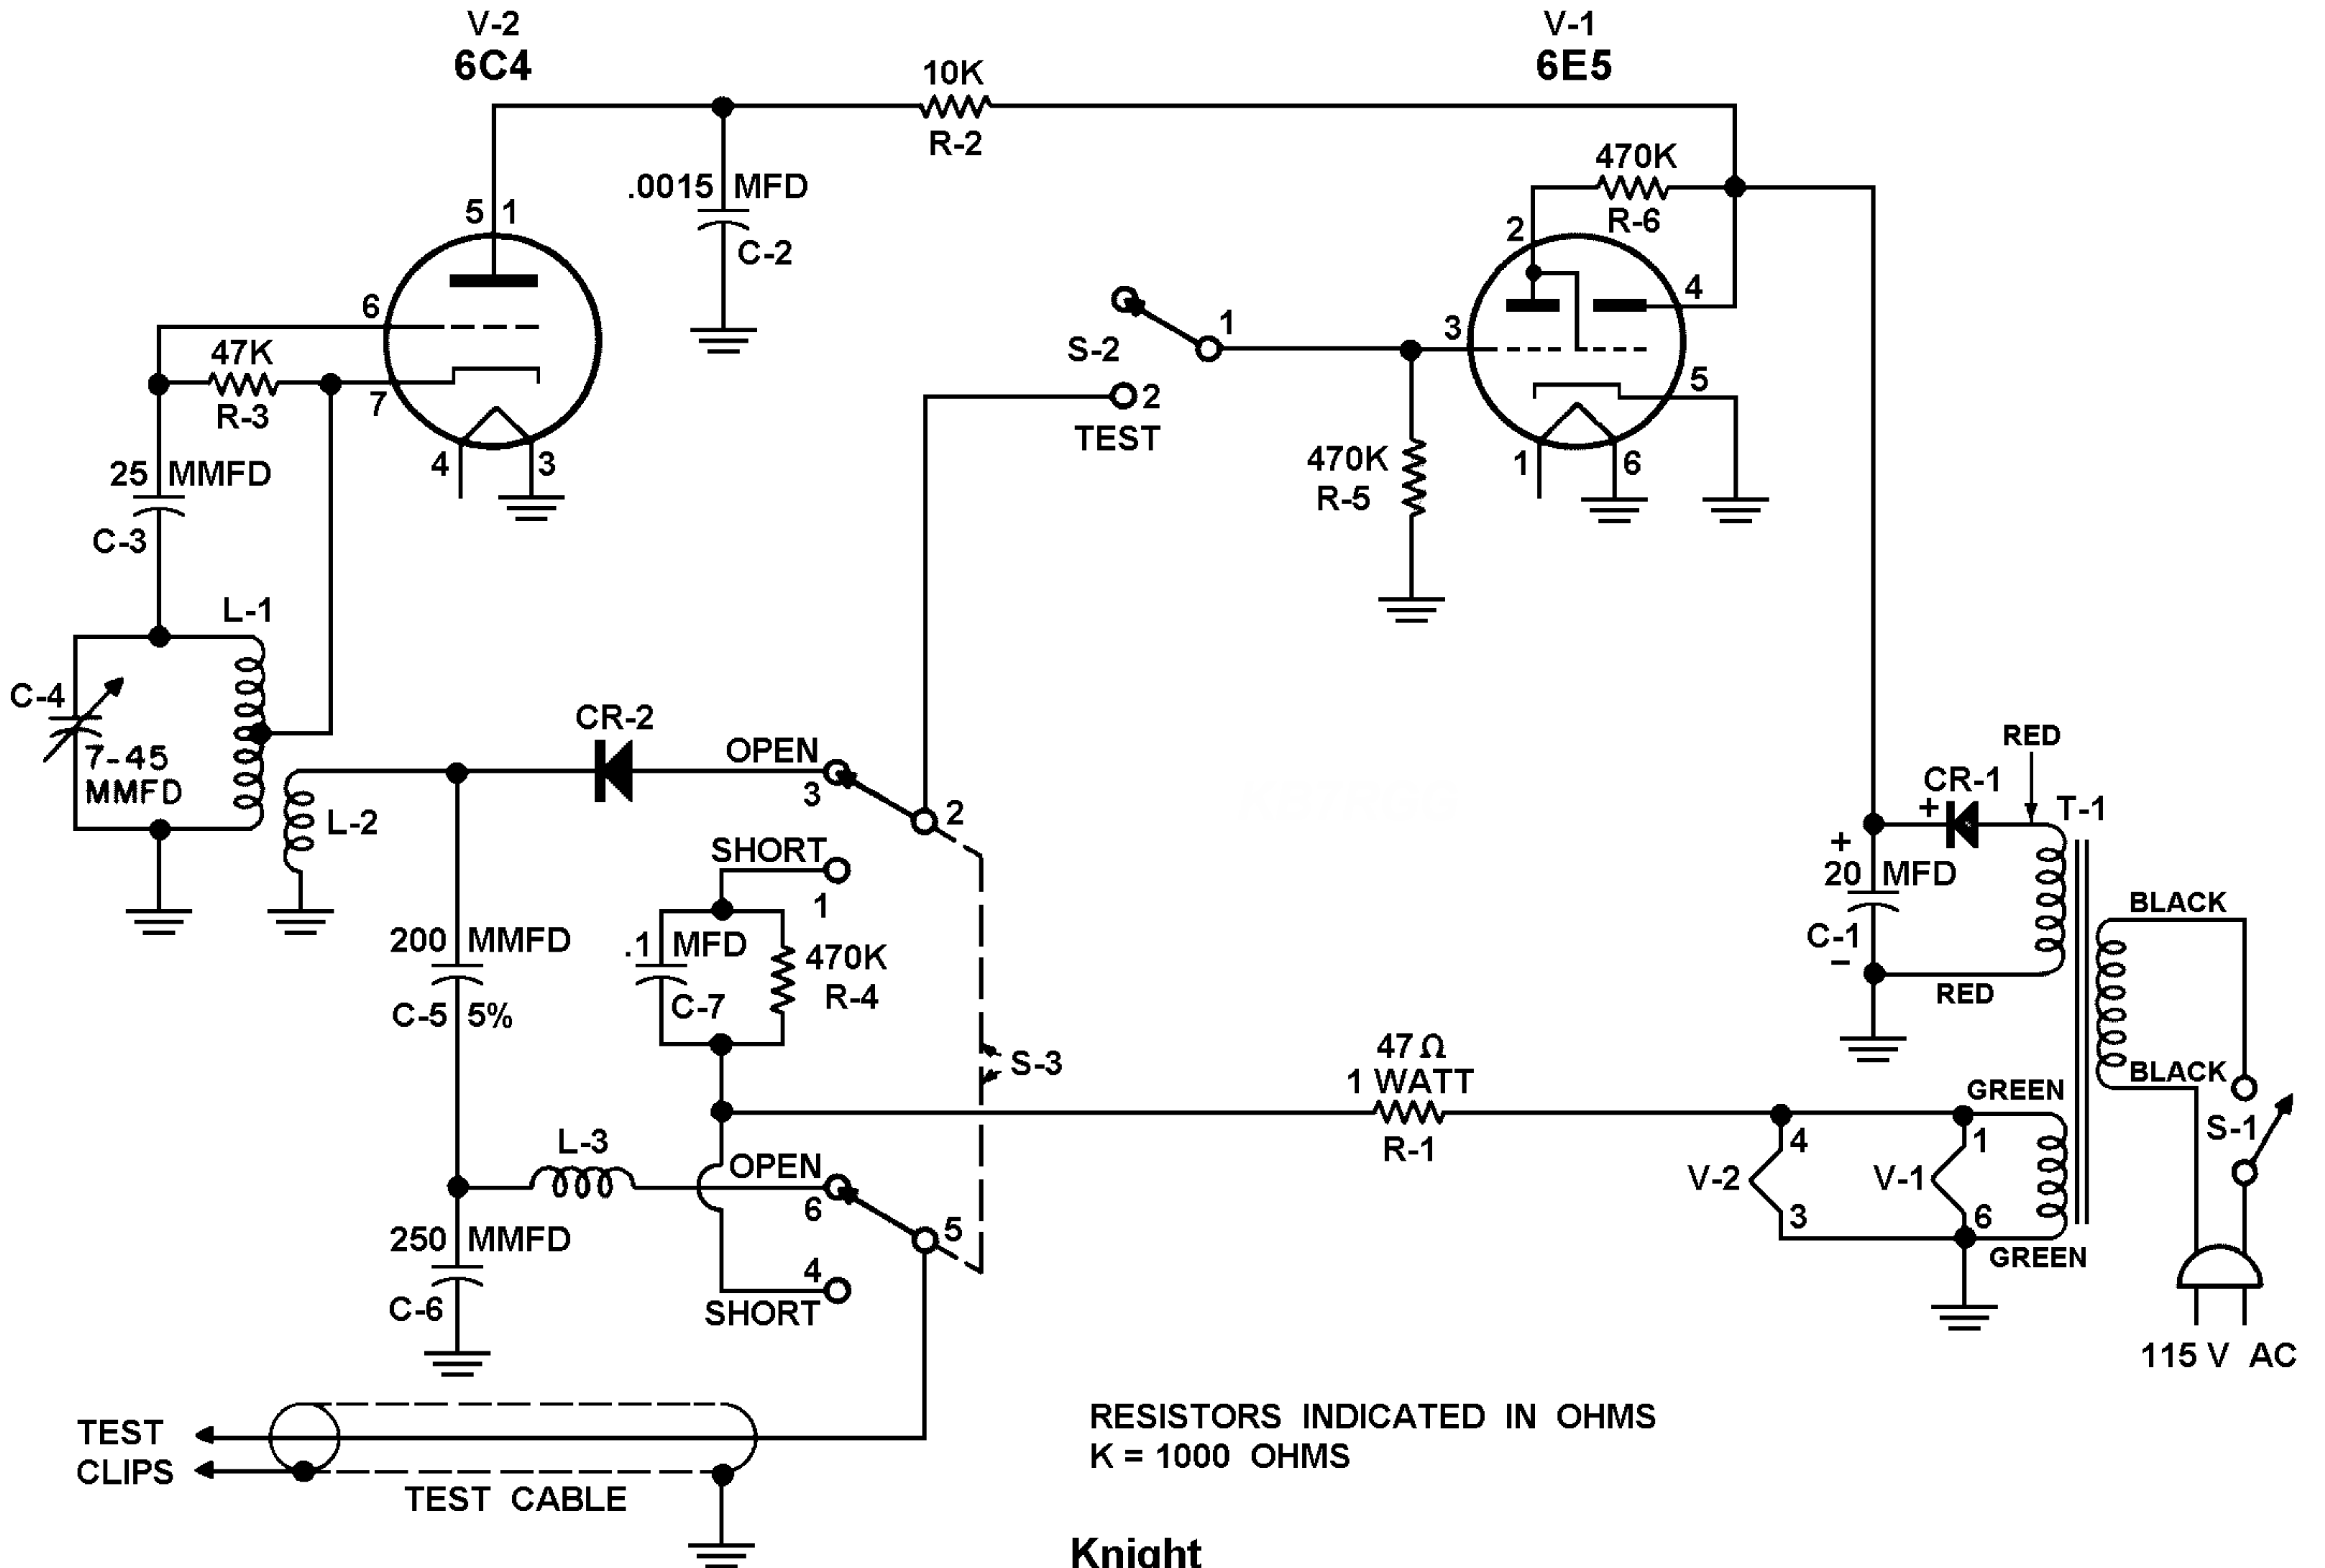 V-2
6C4
V-1
6E5
10K
R-2
.0015 MFD
C-2
470K
R-6
5 1
2
6
4
47K
R-3
7
4
3
S-2
1
2
TEST
3
5
470K
R-5
1
6
25 MMFD
C-3
L-1
C-4
7-45
MMFD
L-2
CR-2
OPEN
3
2
SHORT
1
RED
CR-1
+
T-1
+
20 MFD
C-1
−
RED
BLACK
BLACK
200 MMFD
C-5 5%
.1 MFD
C-7
470K
R-4
S-3
47Ω
1 WATT
R-1
GREEN
4
1
S-1
V-2
V-1
3
6
GREEN
L-3
OPEN
6
5
250 MMFD
C-6
4
SHORT
115 V AC
TEST
CLIPS
TEST CABLE
RESISTORS INDICATED IN OHMS
K = 1000 OHMS
Knight